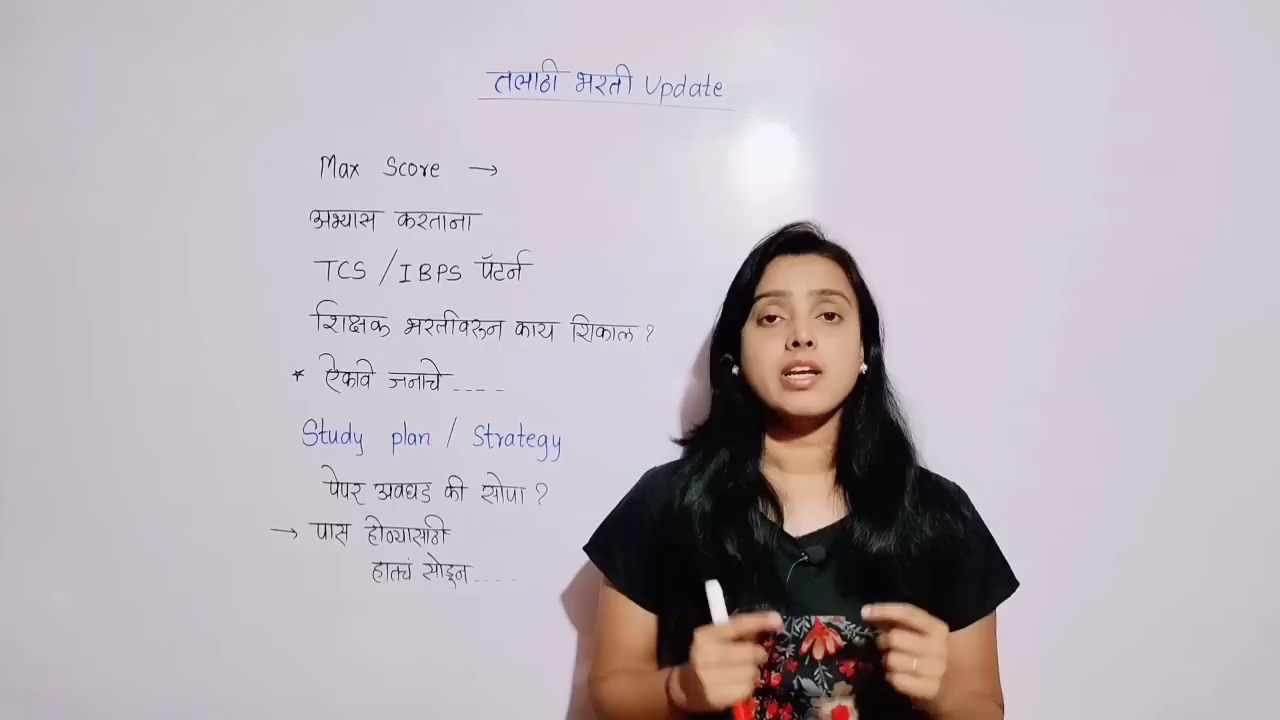 तलाठी भरती Update
Max Score →
अभ्यास करताना
TCS / IBPS पॅटर्न
शिक्षक भरतीवरून काय शिकाल ?
* ऐकावे जनाचे ----
Study plan / Strategy
पेपर अवघड की सोपा ?
→ पास होण्यासाठी
हातचं सोडून ....